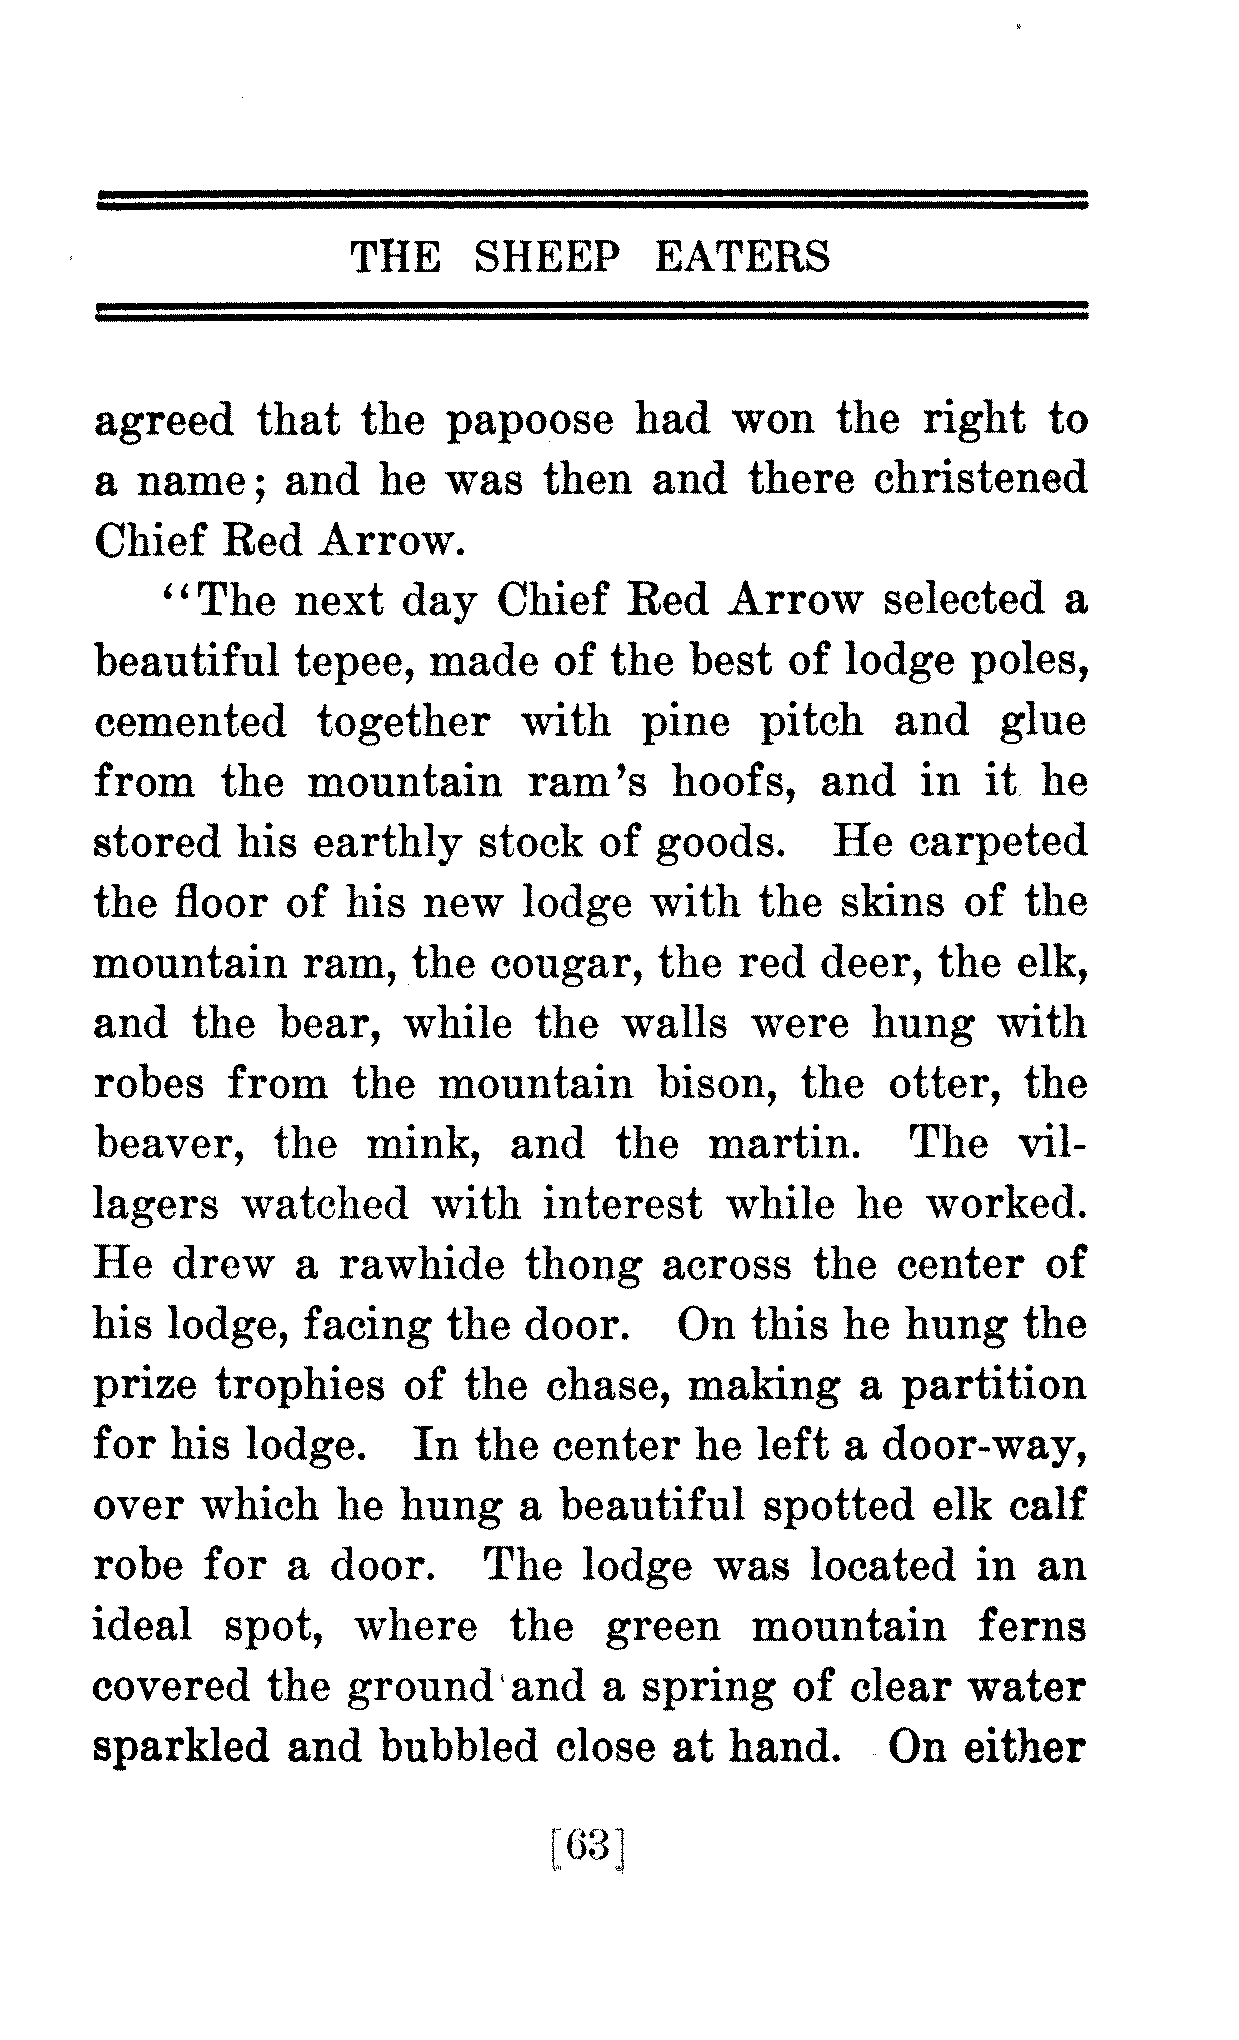 THE SHEEP EATERS
agreed that the papoose had won the right to
a name; and he was then and there christened
Chief Red Arrow.
“The next day Chief Red Arrow selected a
beautiful tepee, made of the best of lodge poles,
cemented together with pine pitch and glue
from the mountain ram's hoofs, and in it he
stored his earthly stock of goods. He carpeted
the floor of his new lodge with the skins of the
mountain ram, the cougar, the red deer, the elk,
and the bear, while the walls were hung with
robes from the mountain bison, the otter, the
beaver, the mink, and the martin. The vil-
lagers watched with interest while he worked.
He drew a rawhide thong across the center of
his lodge, facing the door. On this he hung the
prize trophies of the chase, making a partition
for his lodge. In the center he left a door-way,
over which he hung a beautiful spotted elk calf
robe for a door. The lodge was located in an
ideal spot, where the green mountain ferns
covered the ground and a spring of clear water
sparkled and bubbled close at hand. On either
[63]